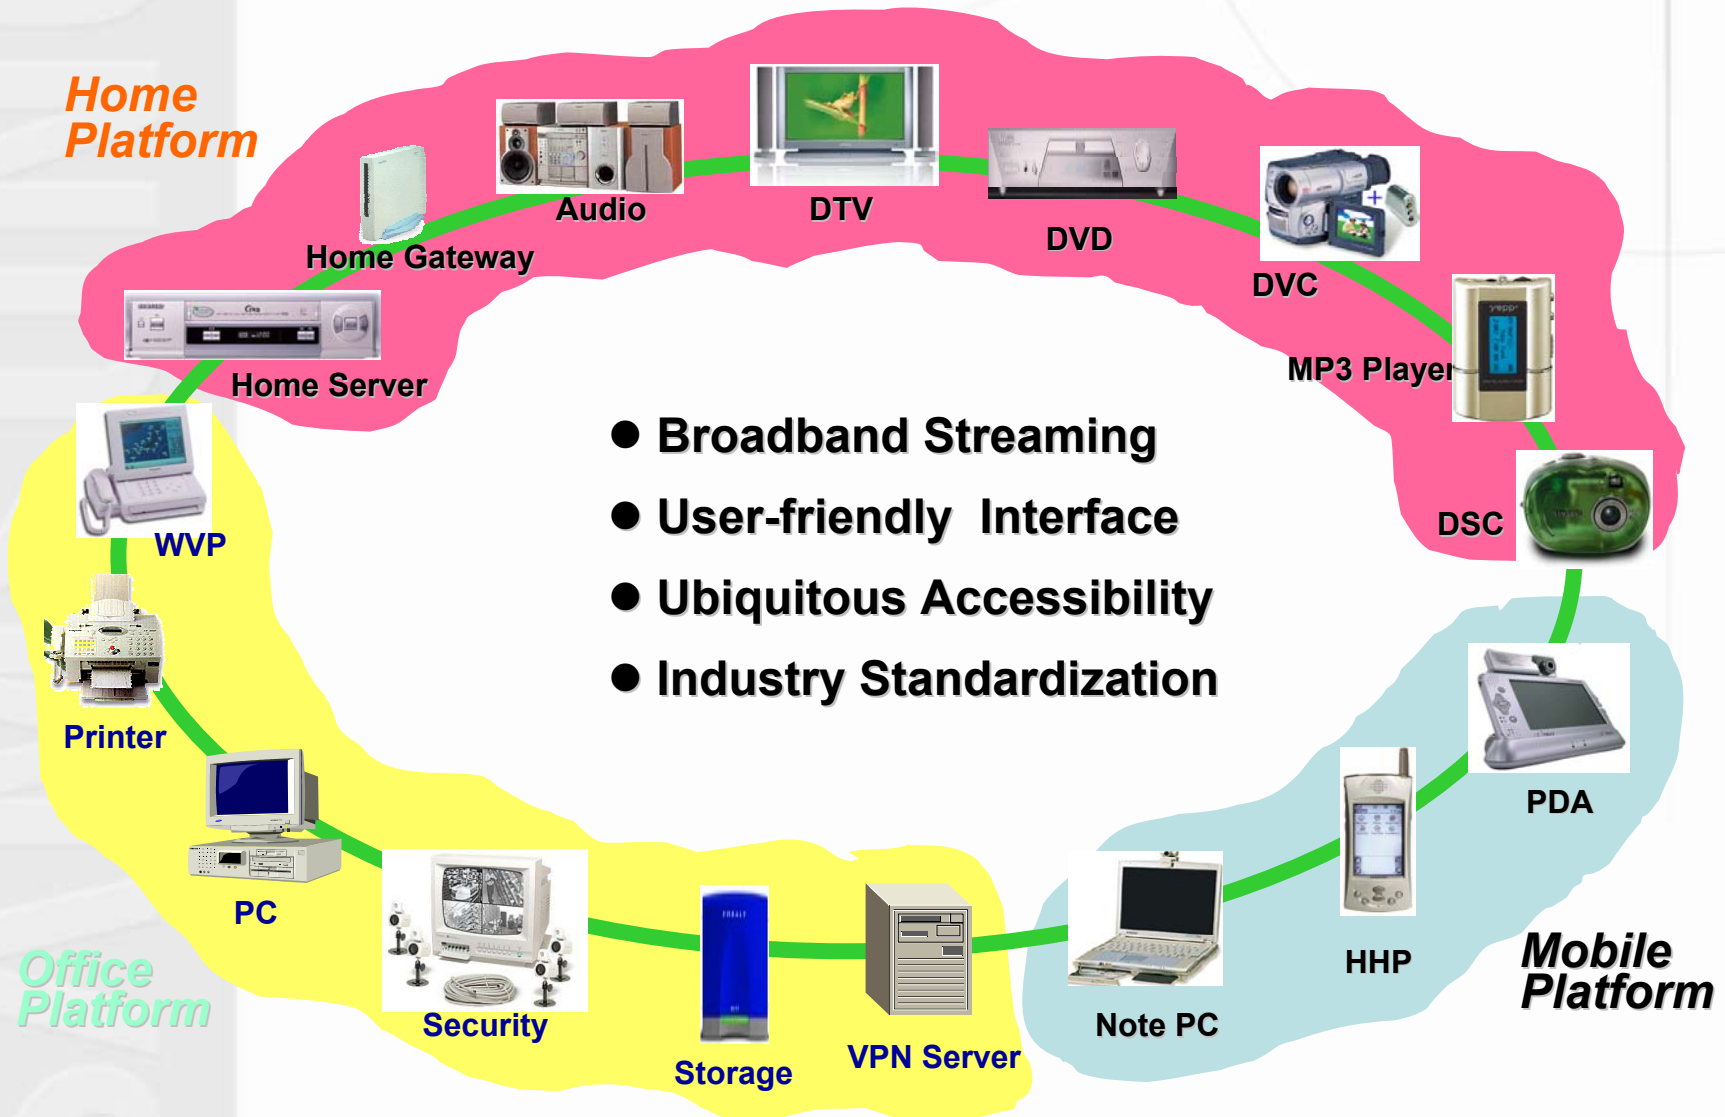 Home
Platform
Audio
DTV
DVD
Home Gateway
DVC
Home Server
MP3 Player
yepp
● Broadband Streaming
● User-friendly Interface
● Ubiquitous Accessibility
● Industry Standardization
DSC
WVP
Printer
PDA
PC
HHP
Office
Platform
Mobile
Platform
Security
Note PC
Storage
VPN Server